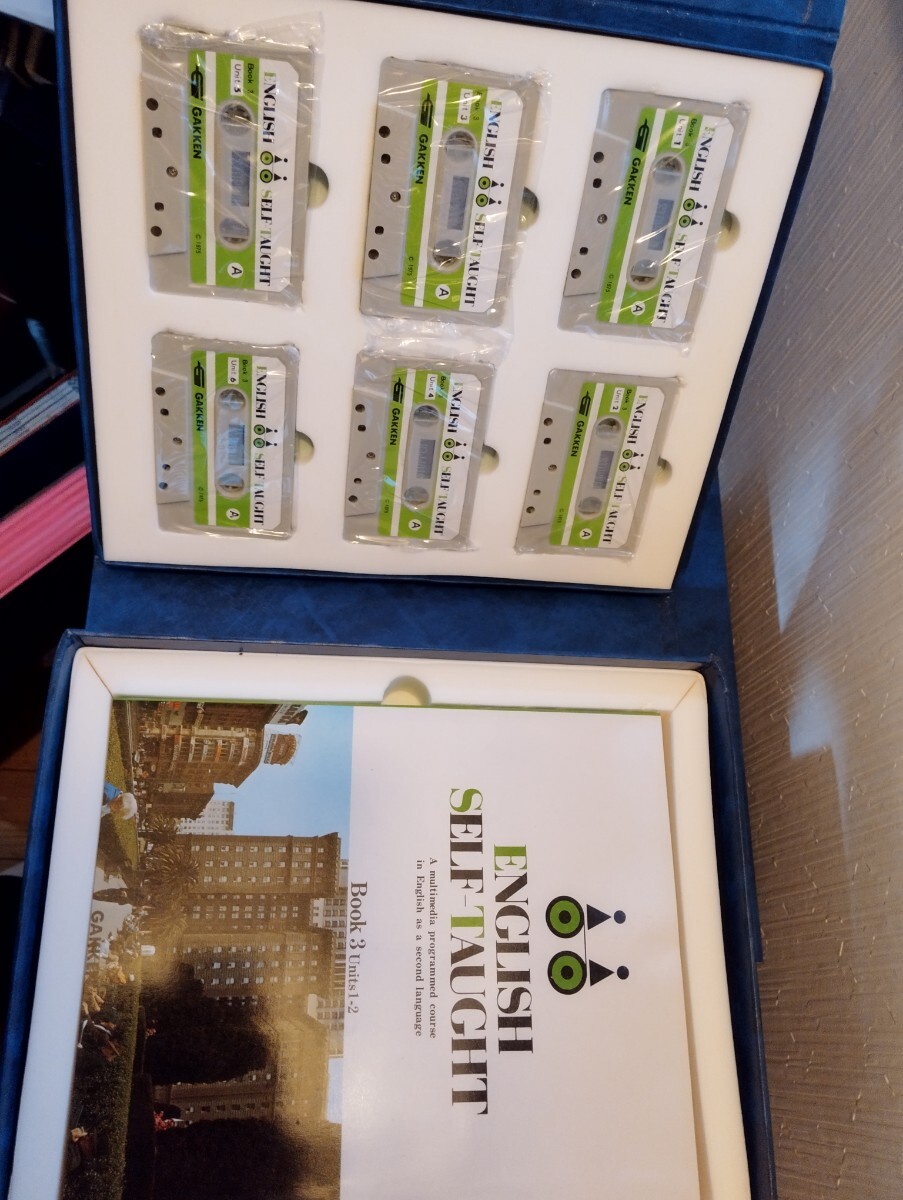 ENGLISH
SELF-TAUGHT
Book 3
Unit 5
GAKKEN
A
ENGLISH
SELF-TAUGHT
Unit 3
GAKKEN
A
ENGLISH
SELF-TAUGHT
Unit 1
GAKKEN
A
ENGLISH
SELF-TAUGHT
Book 3
Unit 6
GAKKEN
A
ENGLISH
SELF-TAUGHT
Book 3
Unit 4
GAKKEN
A
ENGLISH
SELF-TAUGHT
Book 3
Unit 2
GAKKEN
A
ENGLISH
SELF-TAUGHT
A multimedia programmed course
in English as a second language
Book 3 Units 1-2